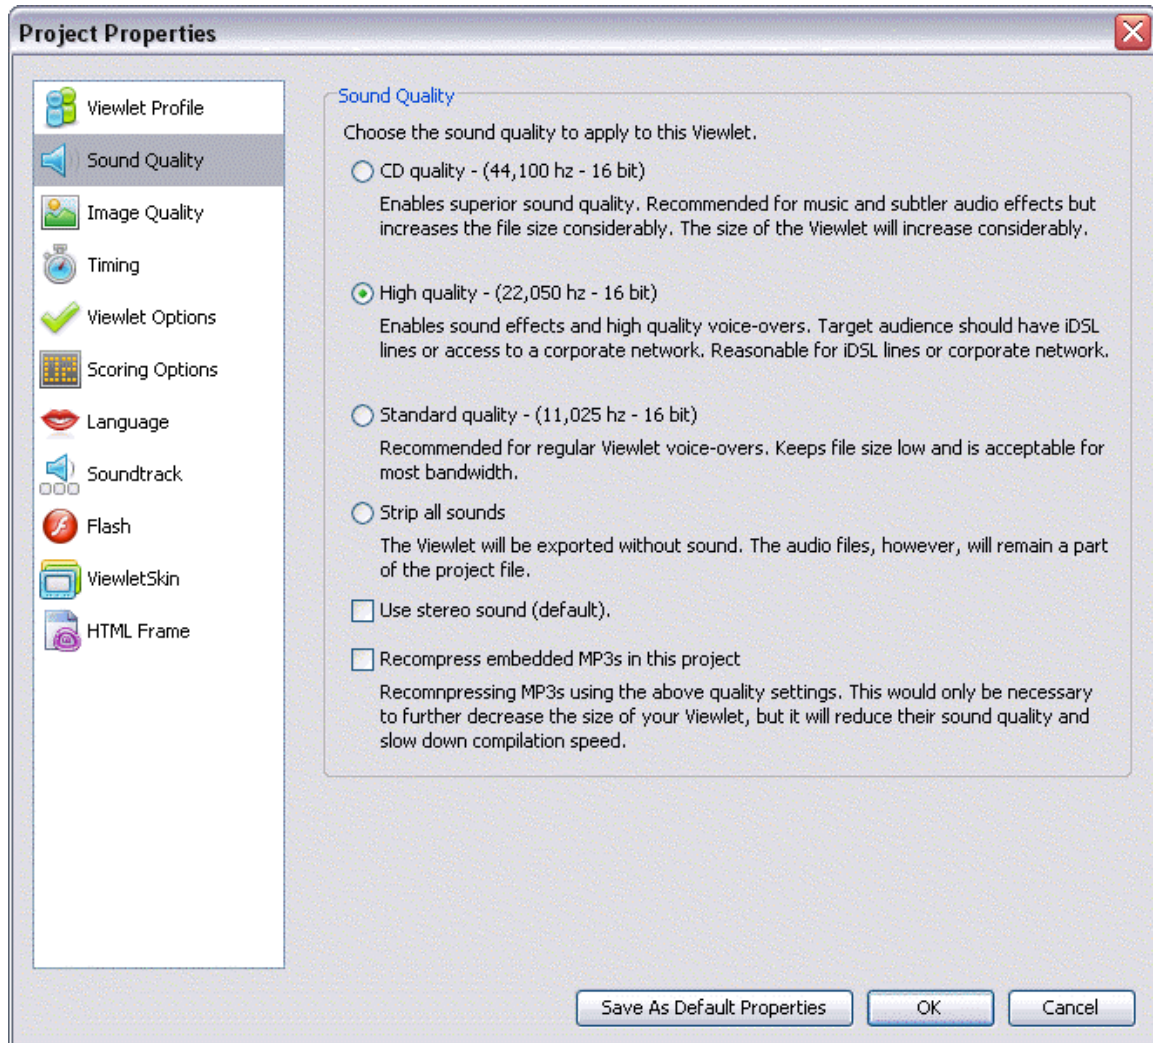 Project Properties
Viewlet Profile
Sound Quality
Image Quality
Timing
Viewlet Options
Scoring Options
Language
Soundtrack
Flash
ViewletSkin
HTML Frame
Sound Quality
Choose the sound quality to apply to this Viewlet.
CD quality - (44,100 hz - 16 bit)
Enables superior sound quality. Recommended for music and subtler audio effects but
increases the file size considerably. The size of the Viewlet will increase considerably.
High quality - (22,050 hz - 16 bit)
Enables sound effects and high quality voice-overs. Target audience should have iDSL
lines or access to a corporate network. Reasonable for iDSL lines or corporate network.
Standard quality - (11,025 hz - 16 bit)
Recommended for regular Viewlet voice-overs. Keeps file size low and is acceptable for
most bandwidth.
Strip all sounds
The Viewlet will be exported without sound. The audio files, however, will remain a part
of the project file.
Use stereo sound (default).
Recompress embedded MP3s in this project
Recomnpressing MP3s using the above quality settings. This would only be necessary
to further decrease the size of your Viewlet, but it will reduce their sound quality and
slow down compilation speed.
Save As Default Properties
OK
Cancel